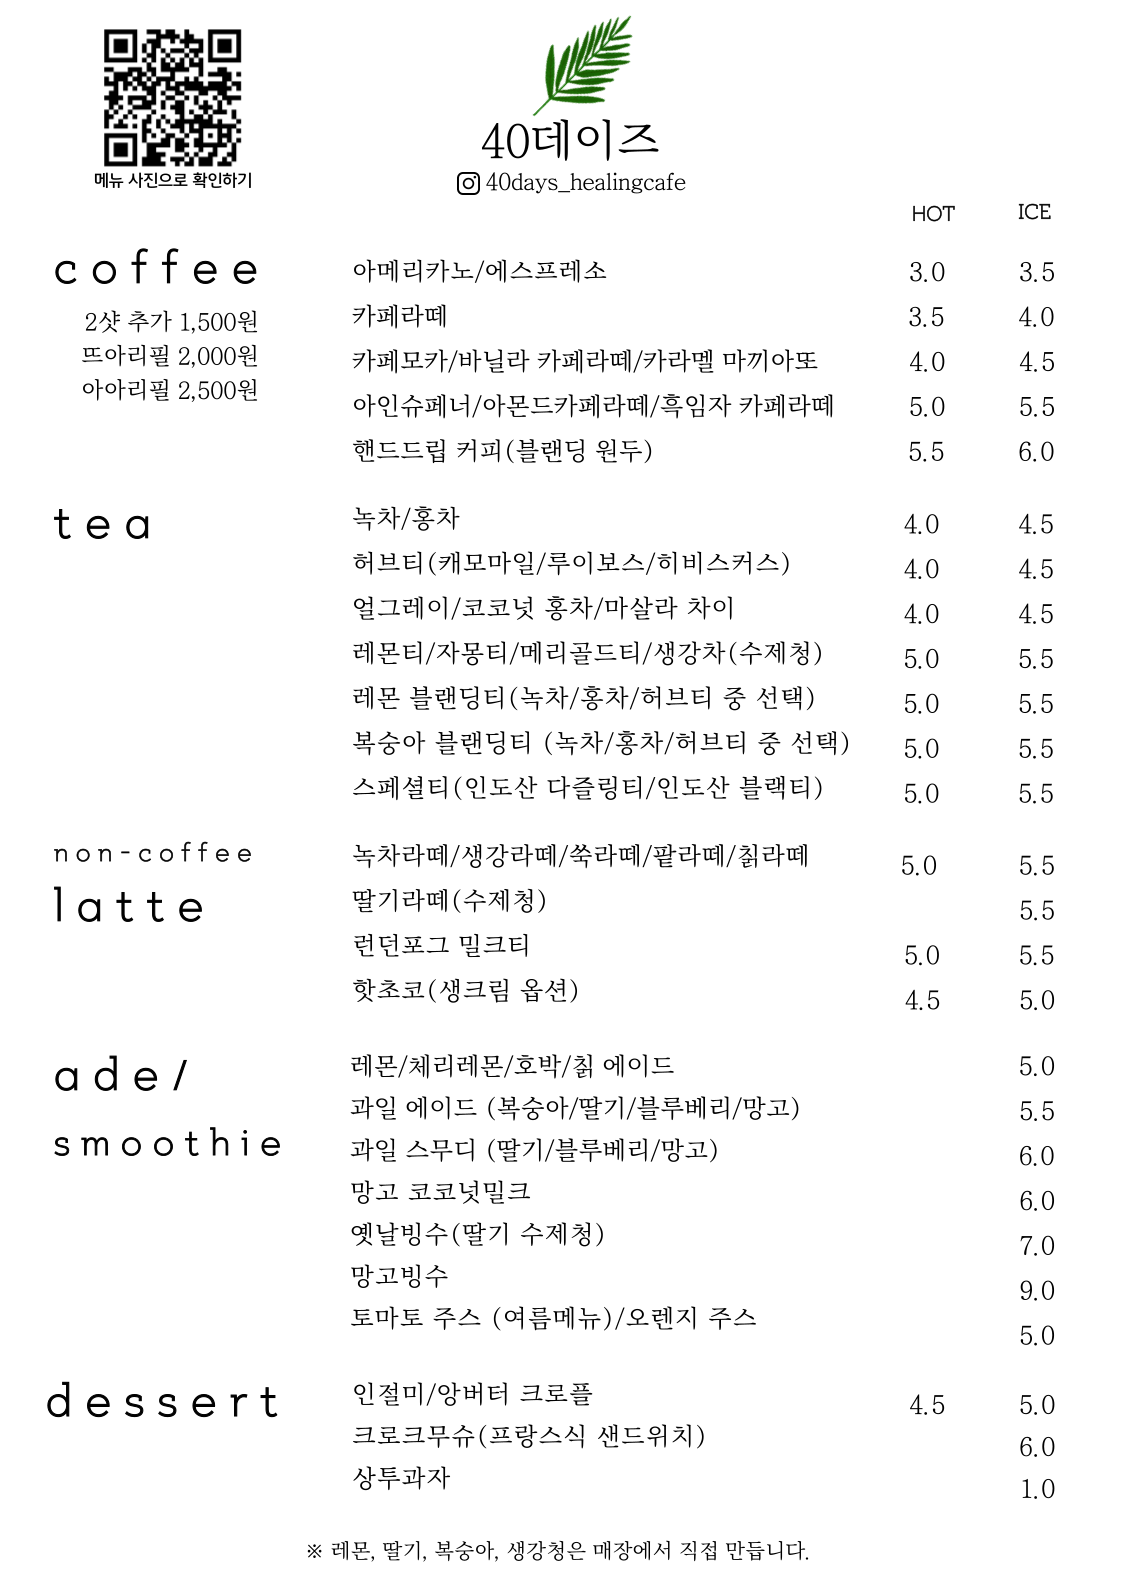 메뉴 사진으로 확인하기
40데이즈
40days_healingcafe
HOT ICE
coffee
2샷 추가 1,500원
뜨아리필 2,000원
아아리필 2,500원
아메리카노/에스프레소 3.0 3.5
카페라떼 3.5 4.0
카페모카/바닐라 카페라떼/카라멜 마끼아또 4.0 4.5
아인슈페너/아몬드카페라떼/흑임자 카페라떼 5.0 5.5
핸드드립 커피(블랜딩 원두) 5.5 6.0
tea
녹차/홍차 4.0 4.5
허브티(캐모마일/루이보스/히비스커스) 4.0 4.5
얼그레이/코코넛 홍차/마살라 차이 4.0 4.5
레몬티/자몽티/메리골드티/생강차(수제청) 5.0 5.5
레몬 블랜딩티(녹차/홍차/허브티 중 선택) 5.0 5.5
복숭아 블랜딩티 (녹차/홍차/허브티 중 선택) 5.0 5.5
스페셜티(인도산 다즐링티/인도산 블랙티) 5.0 5.5
non-coffee
latte
녹차라떼/생강라떼/쑥라떼/팥라떼/칡라떼 5.0 5.5
딸기라떼(수제청) 5.5
런던포그 밀크티 5.0 5.5
핫초코(생크림 옵션) 4.5 5.0
ade/
smoothie
레몬/체리레몬/호박/칡 에이드 5.0
과일 에이드 (복숭아/딸기/블루베리/망고) 5.5
과일 스무디 (딸기/블루베리/망고) 6.0
망고 코코넛밀크 6.0
옛날빙수(딸기 수제청) 7.0
망고빙수 9.0
토마토 주스 (여름메뉴)/오렌지 주스 5.0
dessert
인절미/앙버터 크로플 4.5 5.0
크로크무슈(프랑스식 샌드위치) 6.0
상투과자 1.0
※ 레몬, 딸기, 복숭아, 생강청은 매장에서 직접 만듭니다.